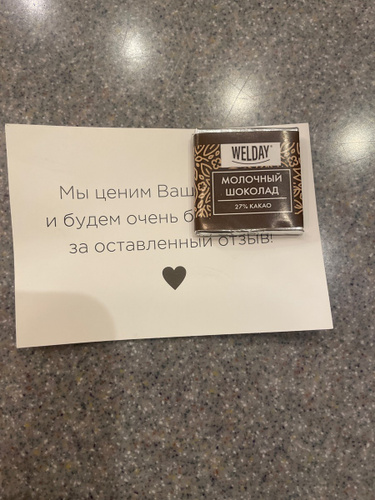 Мы ценим Ваш
и будем очень
за оставленный отзыв!
WELDAY
МОЛОЧНЫЙ
ШОКОЛАД
27% КАКАО